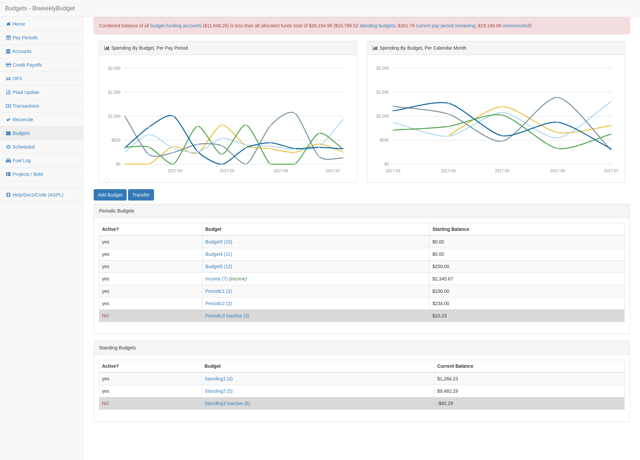 Budgets - BiweeklyBudget
Home
Pay Periods
Accounts
Credit Payoffs
OFX
Plaid Update
Transactions
Reconcile
Budgets
Scheduled
Fuel Log
Projects / BoM
Help/Docs/Code (AGPL)
Combined balance of all budget-funding accounts ($11,648.28) is less than all allocated funds total of $30,194.96 ($10,766.52 standing budgets; $261.76 current pay period remaining; $19,166.68 unreconciled)!
Spending By Budget, Per Pay Period
$2,000
$1,500
$1,000
$500
$0
2017-04
2017-05
2017-06
2017-07
Spending By Budget, Per Calendar Month
$2,000
$1,500
$1,000
$500
$0
2017-03
2017-04
2017-05
2017-06
2017-07
Add Budget
Transfer
Periodic Budgets
Active? Budget Starting Balance
yes Budget3 (10) $0.00
yes Budget4 (11) $0.00
yes Budget5 (12) $250.00
yes Income (7) (income) $2,345.67
yes Periodic1 (1) $100.00
yes Periodic2 (2) $234.00
NO Periodic3 Inactive (3) $10.23
Standing Budgets
Active? Budget Current Balance
yes Standing1 (4) $1,284.23
yes Standing2 (5) $9,482.29
NO Standing3 Inactive (6) -$92.29